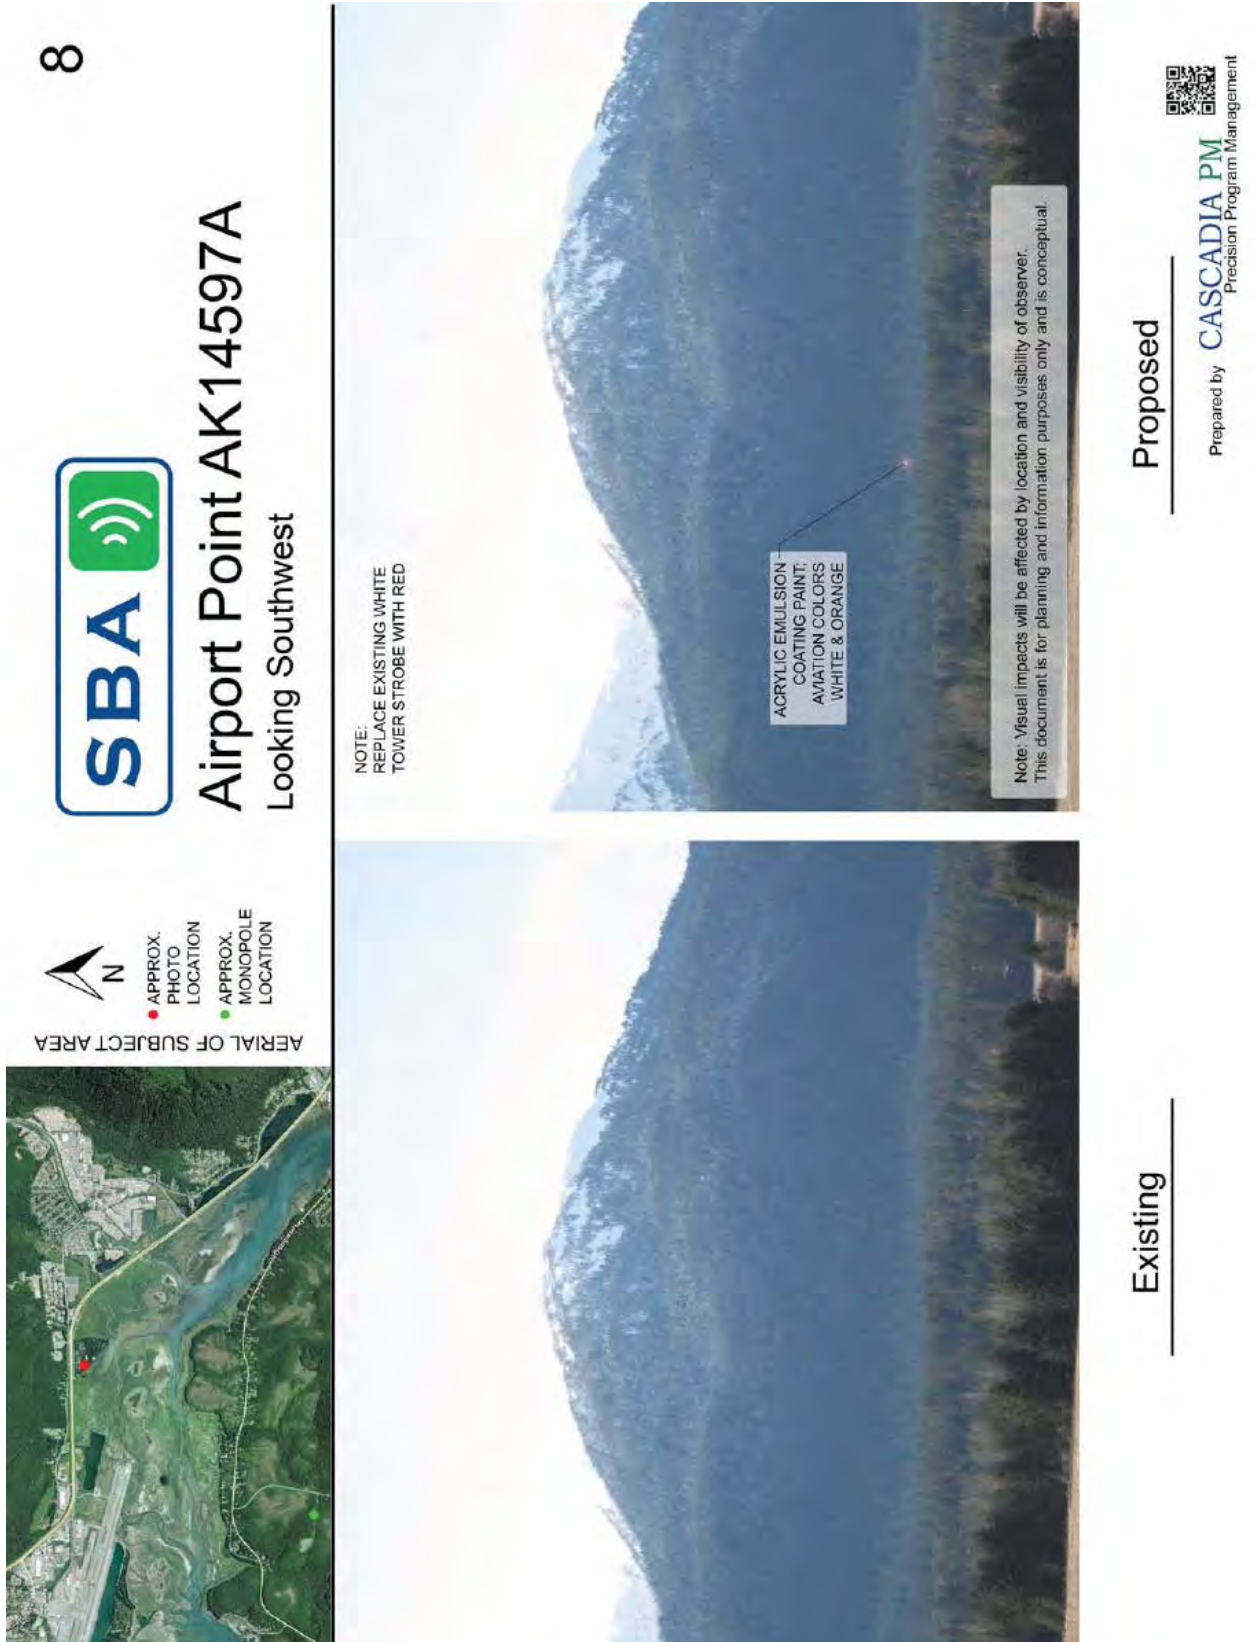 AERIAL OF SUBJECT AREA
N
APPROX.
PHOTO
LOCATION
APPROX.
MONOPOLE
LOCATION
SBA
Airport Point AK14597A
Looking Southwest
8
NOTE:
REPLACE EXISTING WHITE
TOWER STROBE WITH RED
ACRYLIC EMULSION
COATING PAINT;
AVIATION COLORS
WHITE & ORANGE
Note: Visual impacts will be affected by location and visibility of observer.
This document is for planning and information purposes only and is conceptual.
Existing
Proposed
Prepared by CASCADIA PM
Precision Program Management